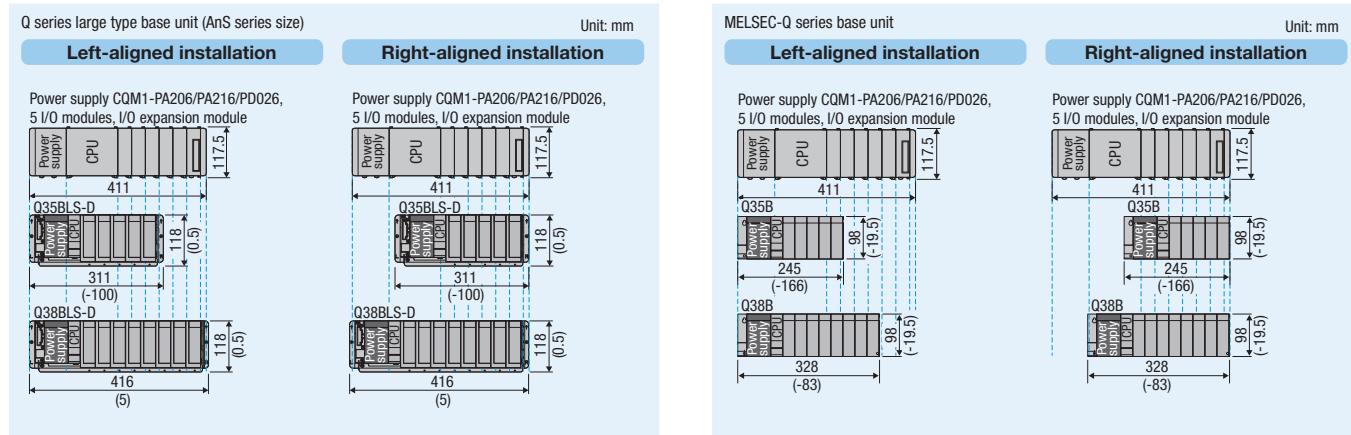 Q series large type base unit (AnS series size)
Unit: mm
Left-aligned installation
Right-aligned installation
Power supply CQM1-PA206/PA216/PD026,
5 I/O modules, I/O expansion module
Power
supply
CPU
117.5
411
Q35BLS-D
Power
supply
CPU
118
(0.5)
311
(-100)
Q38BLS-D
Power
supply
CPU
118
(0.5)
416
(5)
Power supply CQM1-PA206/PA216/PD026,
5 I/O modules, I/O expansion module
Power
supply
CPU
117.5
411
Q35BLS-D
Power
supply
CPU
118
(0.5)
311
(-100)
Q38BLS-D
Power
supply
CPU
118
(0.5)
416
(5)
MELSEC-Q series base unit
Unit: mm
Left-aligned installation
Right-aligned installation
Power supply CQM1-PA206/PA216/PD026,
5 I/O modules, I/O expansion module
Power
supply
CPU
117.5
411
Q35B
Power
supply
CPU
98
(-19.5)
245
(-166)
Q38B
Power
supply
CPU
98
(-19.5)
328
(-83)
Power supply CQM1-PA206/PA216/PD026,
5 I/O modules, I/O expansion module
Power
supply
CPU
117.5
411
Q35B
Power
supply
CPU
98
(-19.5)
245
(-166)
Q38B
Power
supply
CPU
98
(-19.5)
328
(-83)